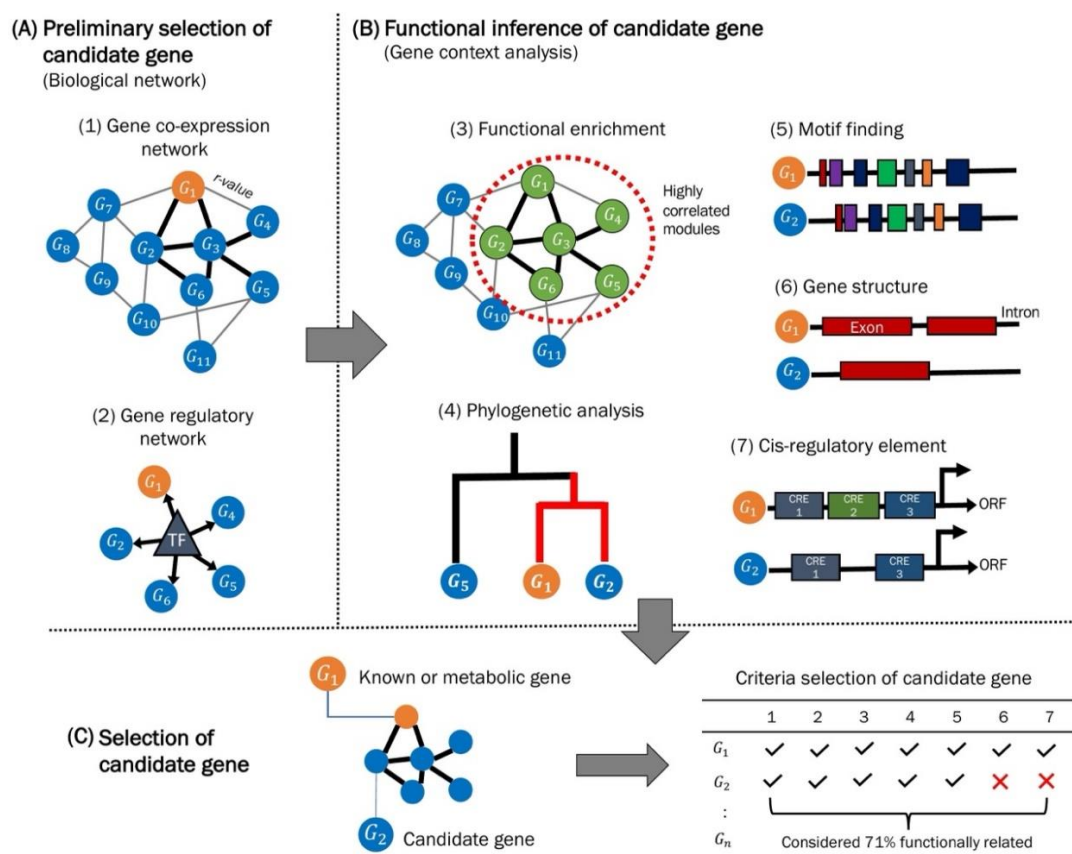 (A) Preliminary selection of
candidate gene
(Biological network)
(1) Gene co-expression
network
G₁
r-value
G₇
G₄
G₂
G₃
G₈
G₉
G₆
G₅
G₁₀
G₁₁
(2) Gene regulatory
network
G₁
G₄
TF
G₂
G₅
G₆
(B) Functional inference of candidate gene
(Gene context analysis)
(3) Functional enrichment
G₁
G₇
G₄
Highly
correlated
modules
G₈
G₂
G₃
G₉
G₆
G₅
G₁₀
G₁₁
(4) Phylogenetic analysis
G₅
G₁
G₂
(5) Motif finding
G₁
G₂
(6) Gene structure
Intron
G₁
Exon
G₂
(7) Cis-regulatory element
G₁
CRE
1
CRE
2
CRE
3
ORF
G₂
CRE
1
CRE
3
ORF
(C) Selection of
candidate gene
G₁
Known or metabolic gene
G₂
Candidate gene
Criteria selection of candidate gene
1 2 3 4 5 6 7
G₁ ✓ ✓ ✓ ✓ ✓ ✓ ✓
G₂ ✓ ✓ ✓ ✓ ✓ ✗ ✗
:
Gₙ
Considered 71% functionally related